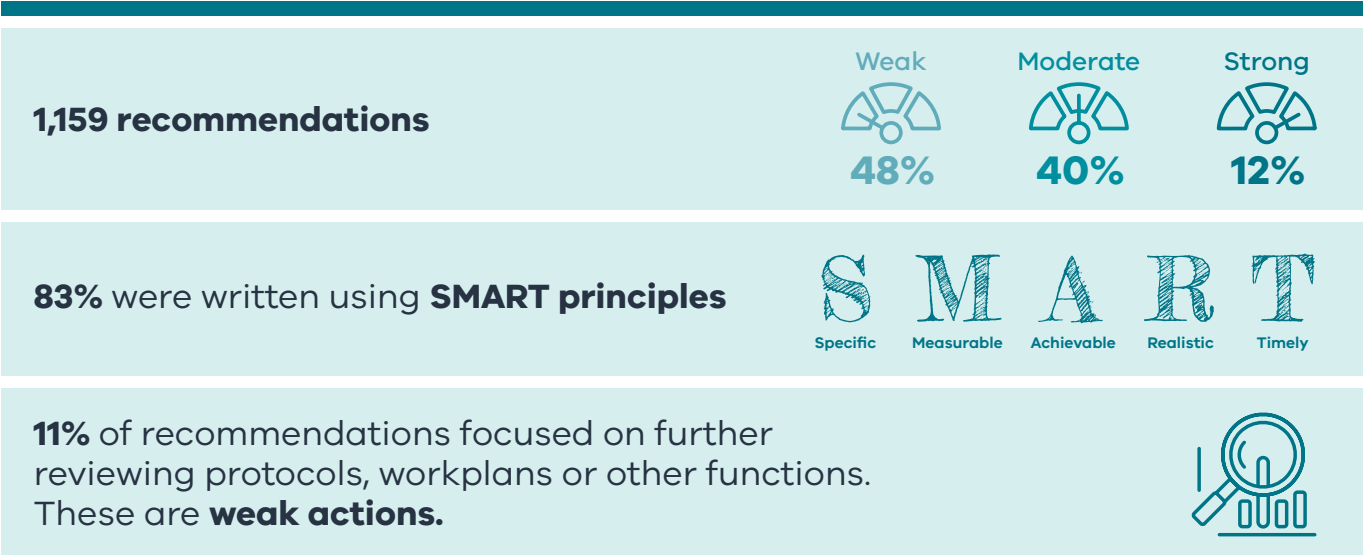 Weak Moderate Strong
1,159 recommendations
48% 40% 12%
83% were written using SMART principles
S M A R T
Specific Measurable Achievable Realistic Timely
11% of recommendations focused on further
reviewing protocols, workplans or other functions.
These are weak actions.